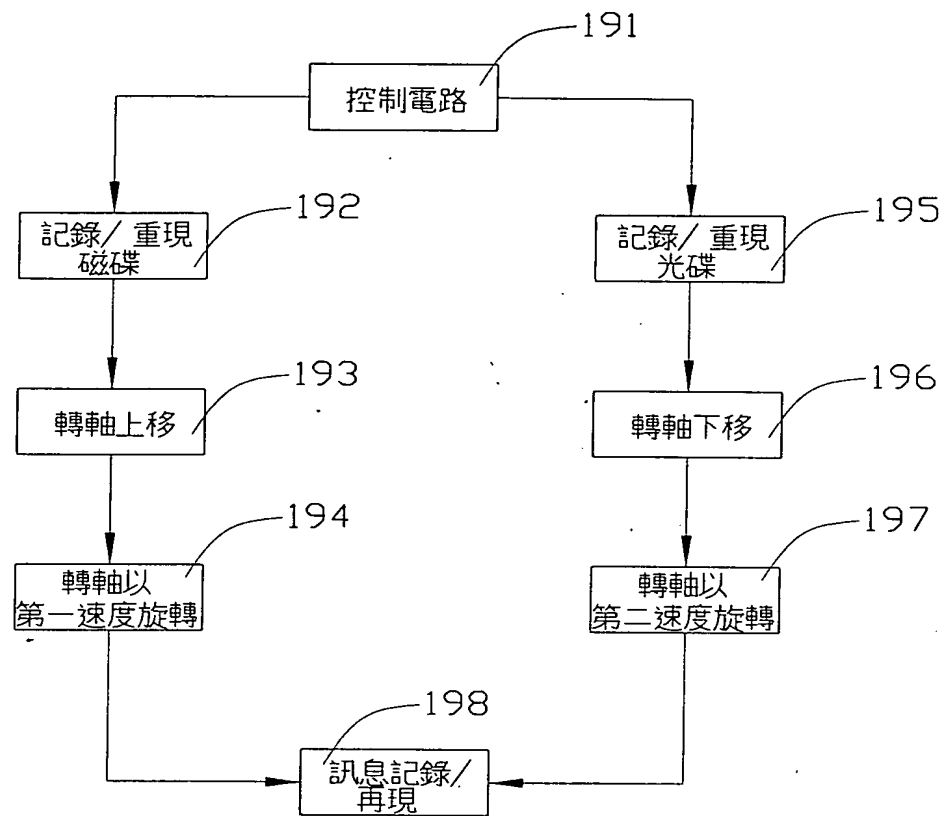 191
控制電路
192
記錄/ 重現
磁碟
195
記錄/ 重現
光碟
193
轉軸上移
196
轉軸下移
194
轉軸以
第一速度旋轉
197
轉軸以
第二速度旋轉
198
訊息記錄/
再現